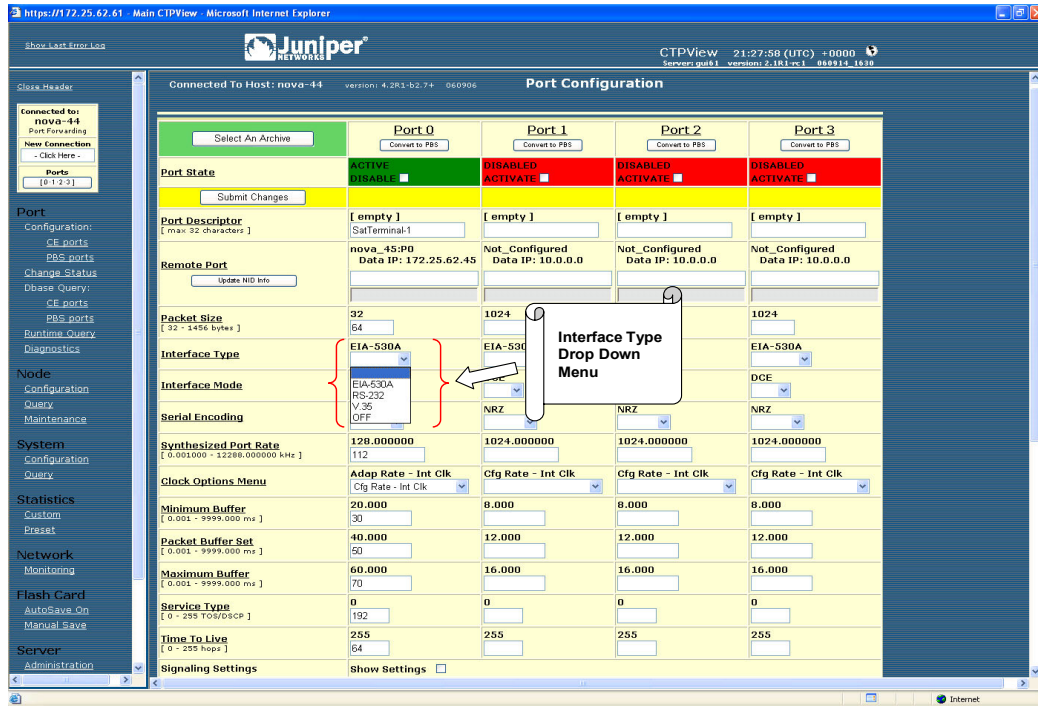 https://172.25.62.61 - Main CTPView - Microsoft Internet Explorer
Show Last Error Log
Juniper®
NETWORKS
CTPView 21:27:58 (UTC) +0000
Server: gui61 version: 2.1R1-rc1 060914_1630
Close Header
Connected To Host: nova-44 version: 4.2R1-b2.7+ 060906 Port Configuration
Connected to:
nova-44
Port Forwarding
New Connection
- Click Here -
Ports
[0·1·2·3]
Port
Configuration:
CE ports
PBS ports
Change Status
Dbase Query:
CE ports
PBS ports
Runtime Query
Diagnostics
Node
Configuration
Query
Maintenance
System
Configuration
Query
Statistics
Custom
Preset
Network
Monitoring
Flash Card
AutoSave On
Manual Save
Server
Administration
Select An Archive Port 0 Port 1 Port 2 Port 3
Convert to PBS Convert to PBS Convert to PBS Convert to PBS
Port State ACTIVE DISABLED DISABLED DISABLED
DISABLE ACTIVATE ACTIVATE ACTIVATE
Submit Changes
Port Descriptor [ empty ] [ empty ] [ empty ] [ empty ]
[ max 32 characters ] SatTerminal-1
Remote Port nova_45:P0 Not_Configured Not_Configured Not_Configured
Data IP: 172.25.62.45 Data IP: 10.0.0.0 Data IP: 10.0.0.0 Data IP: 10.0.0.0
Update NID Info
Packet Size 32 1024 1024
[ 32 - 1456 bytes ] 64
Interface Type EIA-530A EIA-530 EIA-530A
EIA-530A
RS-232
V.35
OFF
Interface Type
Drop Down
Menu
Interface Mode DCE
Serial Encoding NRZ NRZ NRZ
Synthesized Port Rate 128.000000 1024.000000 1024.000000 1024.000000
[ 0.001000 - 12288.000000 kHz ] 112
Clock Options Menu Adap Rate - Int Clk Cfg Rate - Int Clk Cfg Rate - Int Clk Cfg Rate - Int Clk
Cfg Rate - Int Clk
Minimum Buffer 20.000 8.000 8.000 8.000
[ 0.001 - 9999.000 ms ] 30
Packet Buffer Set 40.000 12.000 12.000 12.000
[ 0.001 - 9999.000 ms ] 50
Maximum Buffer 60.000 16.000 16.000 16.000
[ 0.001 - 9999.000 ms ] 70
Service Type 0 0 0 0
[ 0 - 255 TOS/DSCP ] 192
Time To Live 255 255 255 255
[ 0 - 255 hops ] 64
Signaling Settings Show Settings
Internet